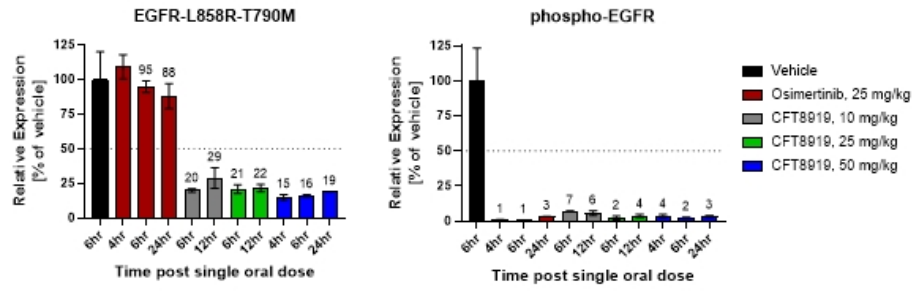 EGFR-L858R-T790M
Relative Expression
[% of vehicle]
125
100
75
50
25
0
95
88
20
29
21
22
15
16
19
6hr
4hr
6hr
24hr
6hr
12hr
6hr
12hr
4hr
6hr
24hr
Time post single oral dose
phospho-EGFR
Relative Expression
[% of vehicle]
125
100
75
50
25
0
1
1
3
7
6
2
4
4
2
3
6hr
4hr
6hr
24hr
6hr
12hr
6hr
12hr
4hr
6hr
24hr
Time post single oral dose
Vehicle
Osimertinib, 25 mg/kg
CFT8919, 10 mg/kg
CFT8919, 25 mg/kg
CFT8919, 50 mg/kg